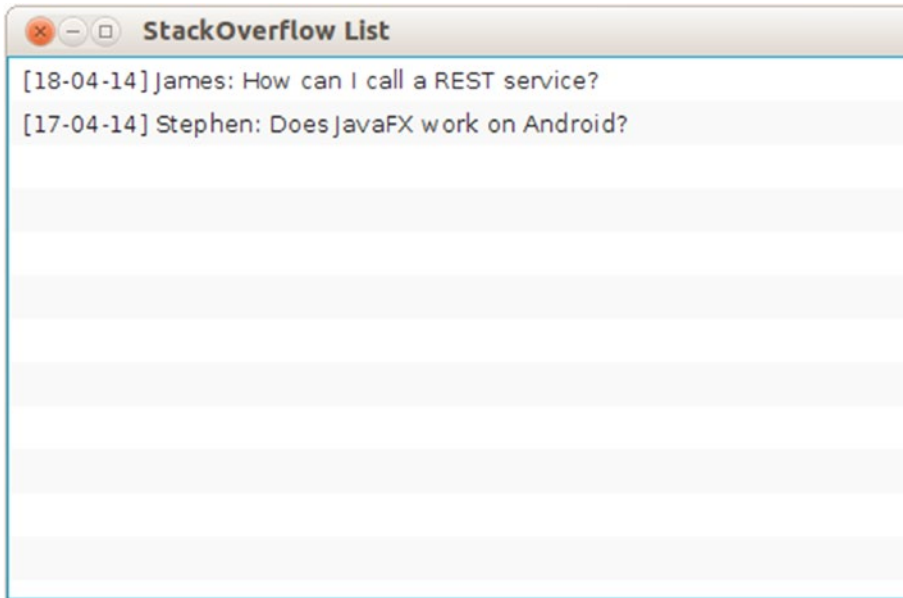 StackOverflow List
[18-04-14] James: How can I call a REST service?
[17-04-14] Stephen: Does JavaFX work on Android?